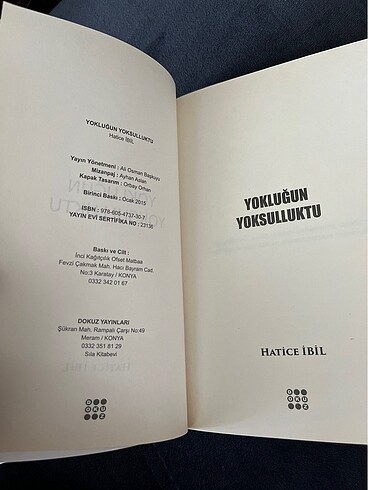 YOKLUĞUN YOKSULLUKTU
Hatice İBİL
Yayın Yönetmeni : Ali Osman Başkuyu
Mizanpaj : Ayhan Aslan
Kapak Tasarım : Orbay Orhan
Birinci Baskı : Ocak 2015
ISBN : 978-605-4737-30-7
YAYIN EVİ SERTİFİKA NO : 23136
Baskı ve Cilt :
İnci Kağıtçılık Ofset Matbaa
Fevzi Çakmak Mah. Hacı Bayram Cad
No:3 Karatay / KONYA
0332 342 01 67
DOKUZ YAYINLARI
Şükran Mah. Rampalı Çarşı No:49
Meram / KONYA
0332 351 81 29
Sıla Kitabevi
YOKLUĞUN
YOKSULLUKTU
HATİCE İBİL
DOKUZ